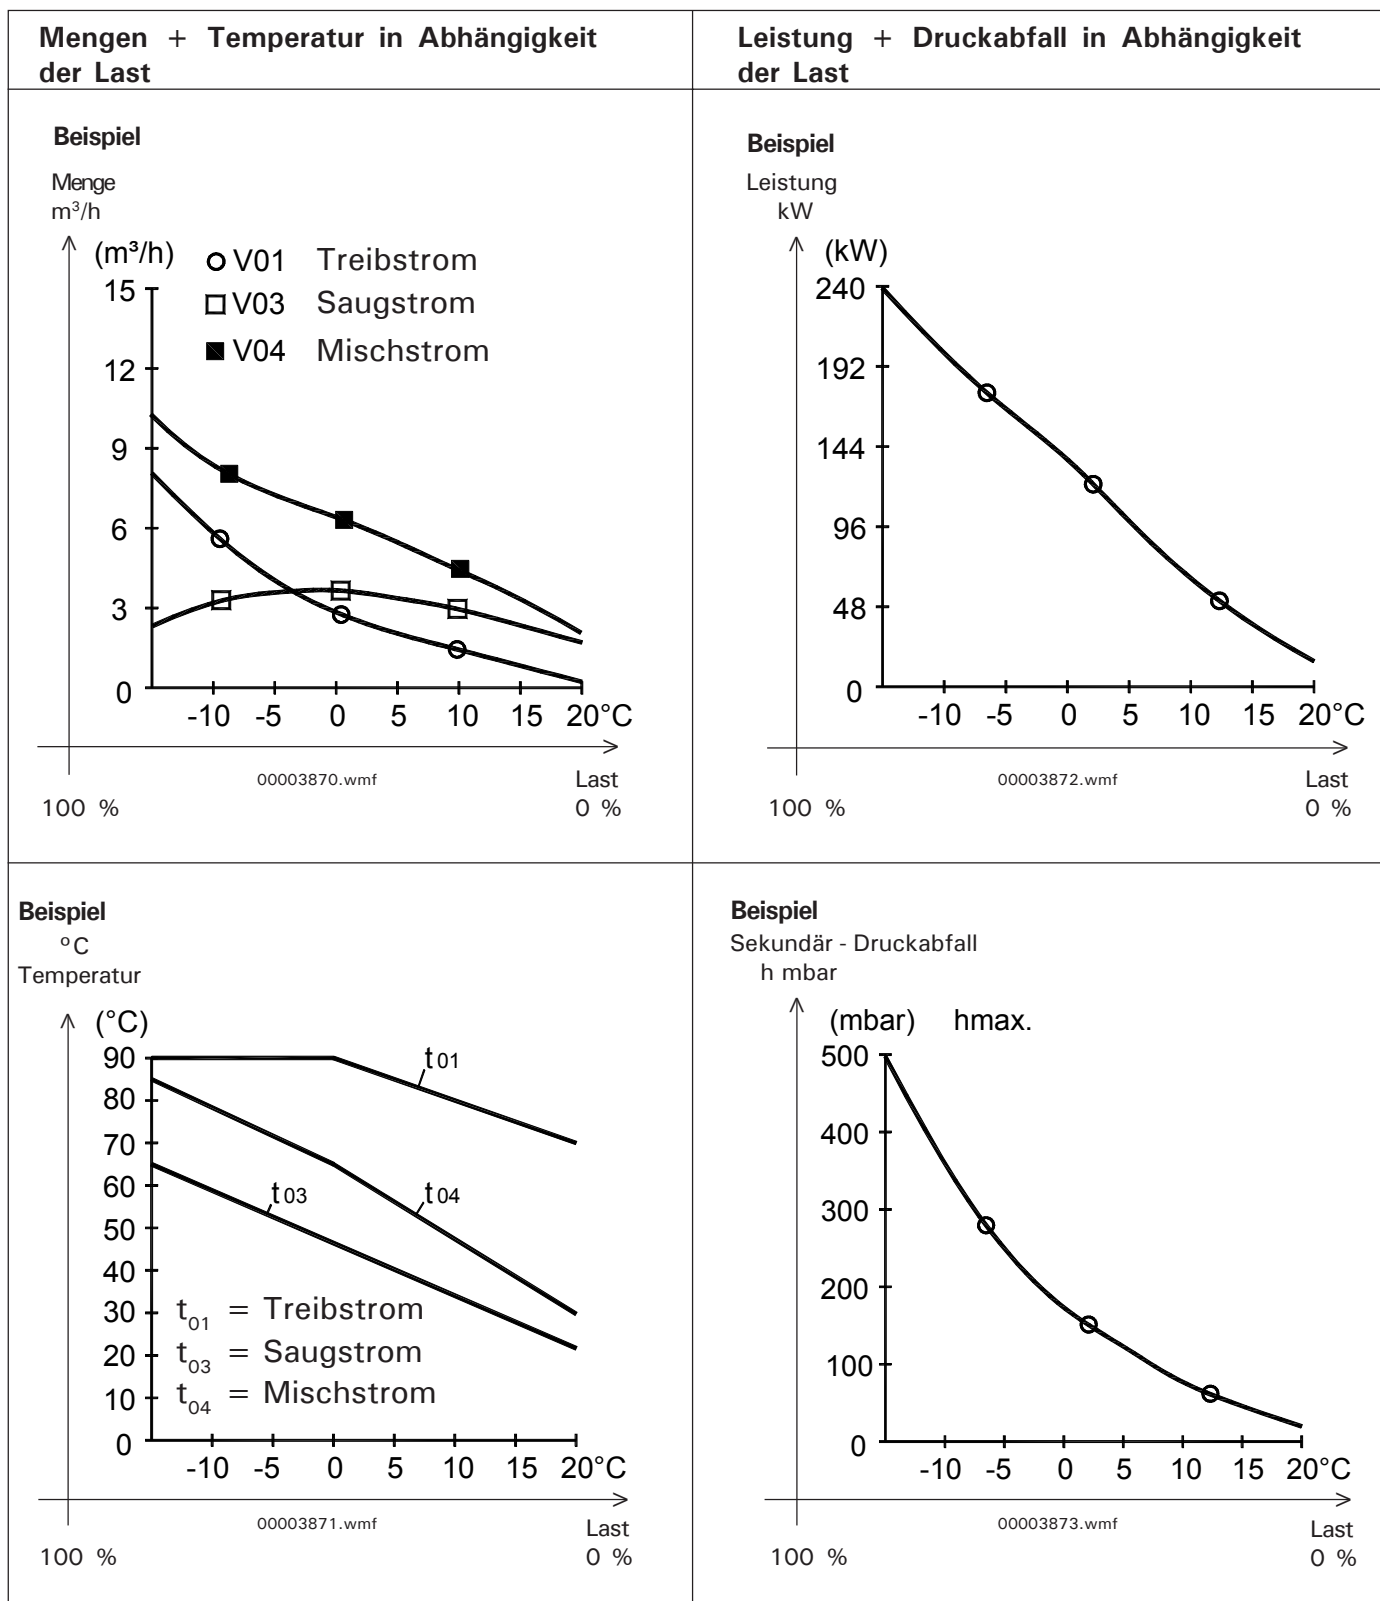 Mengen + Temperatur in Abhängigkeit
der Last
Leistung + Druckabfall in Abhängigkeit
der Last
Beispiel
Menge
m³/h
(m³/h)
V01 Treibstrom
V03 Saugstrom
V04 Mischstrom
15
12
9
6
3
0
-10 -5 0 5 10 15 20°C
00003870.wmf
Last
100 % 0 %
Beispiel
Leistung
kW
(kW)
240
192
144
96
48
0
-10 -5 0 5 10 15 20°C
00003872.wmf
Last
100 % 0 %
Beispiel
°C
Temperatur
(°C)
90
80
70
60
50
40
30
20
10
0
t01
t03
t04
t01 = Treibstrom
t03 = Saugstrom
t04 = Mischstrom
-10 -5 0 5 10 15 20°C
00003871.wmf
Last
100 % 0 %
Beispiel
Sekundär - Druckabfall
h mbar
(mbar) hmax.
500
400
300
200
100
0
-10 -5 0 5 10 15 20°C
00003873.wmf
Last
100 % 0 %